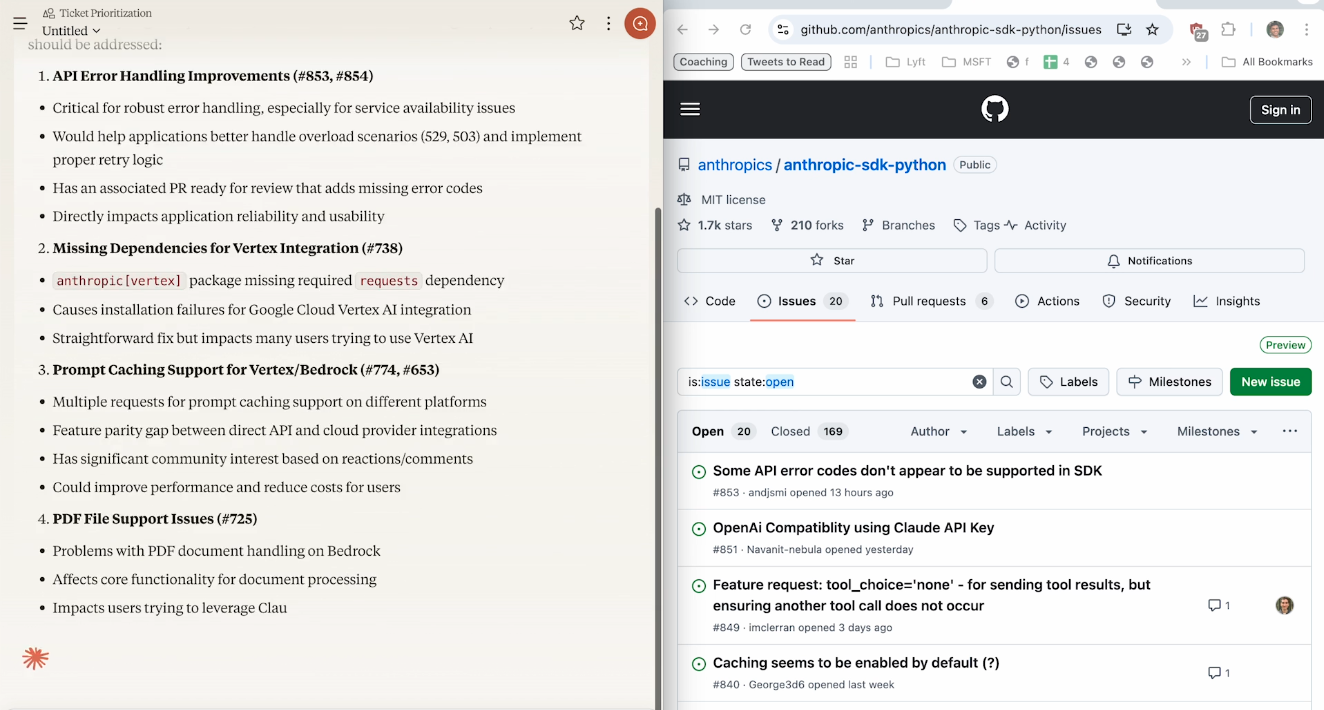 Ticket Prioritization
Untitled
should be addressed:
1. API Error Handling Improvements (#853, #854)
• Critical for robust error handling, especially for service availability issues
• Would help applications better handle overload scenarios (529, 503) and implement
proper retry logic
• Has an associated PR ready for review that adds missing error codes
• Directly impacts application reliability and usability
2. Missing Dependencies for Vertex Integration (#738)
• anthropic[vertex] package missing required requests dependency
• Causes installation failures for Google Cloud Vertex AI integration
• Straightforward fix but impacts many users trying to use Vertex AI
3. Prompt Caching Support for Vertex/Bedrock (#774, #653)
• Multiple requests for prompt caching support on different platforms
• Feature parity gap between direct API and cloud provider integrations
• Has significant community interest based on reactions/comments
• Could improve performance and reduce costs for users
4. PDF File Support Issues (#725)
• Problems with PDF document handling on Bedrock
• Affects core functionality for document processing
• Impacts users trying to leverage Clau
github.com/anthropics/anthropic-sdk-python/issues 27
Coaching Tweets to Read Lyft MSFT f 4 » All Bookmarks
Sign in
anthropics / anthropic-sdk-python Public
MIT license
1.7k stars 210 forks Branches Tags Activity
Star Notifications
Code Issues 20 Pull requests 6 Actions Security Insights
Preview
is:issue state:open Labels Milestones New issue
Open 20 Closed 169 Author Labels Projects Milestones ...
Some API error codes don't appear to be supported in SDK
#853 · andjsmi opened 13 hours ago
OpenAi Compatiblity using Claude API Key
#851 · Navanit-nebula opened yesterday
Feature request: tool_choice='none' - for sending tool results, but
ensuring another tool call does not occur
1
#849 · imclerran opened 3 days ago
Caching seems to be enabled by default (?)
1
#840 · George3d6 opened last week